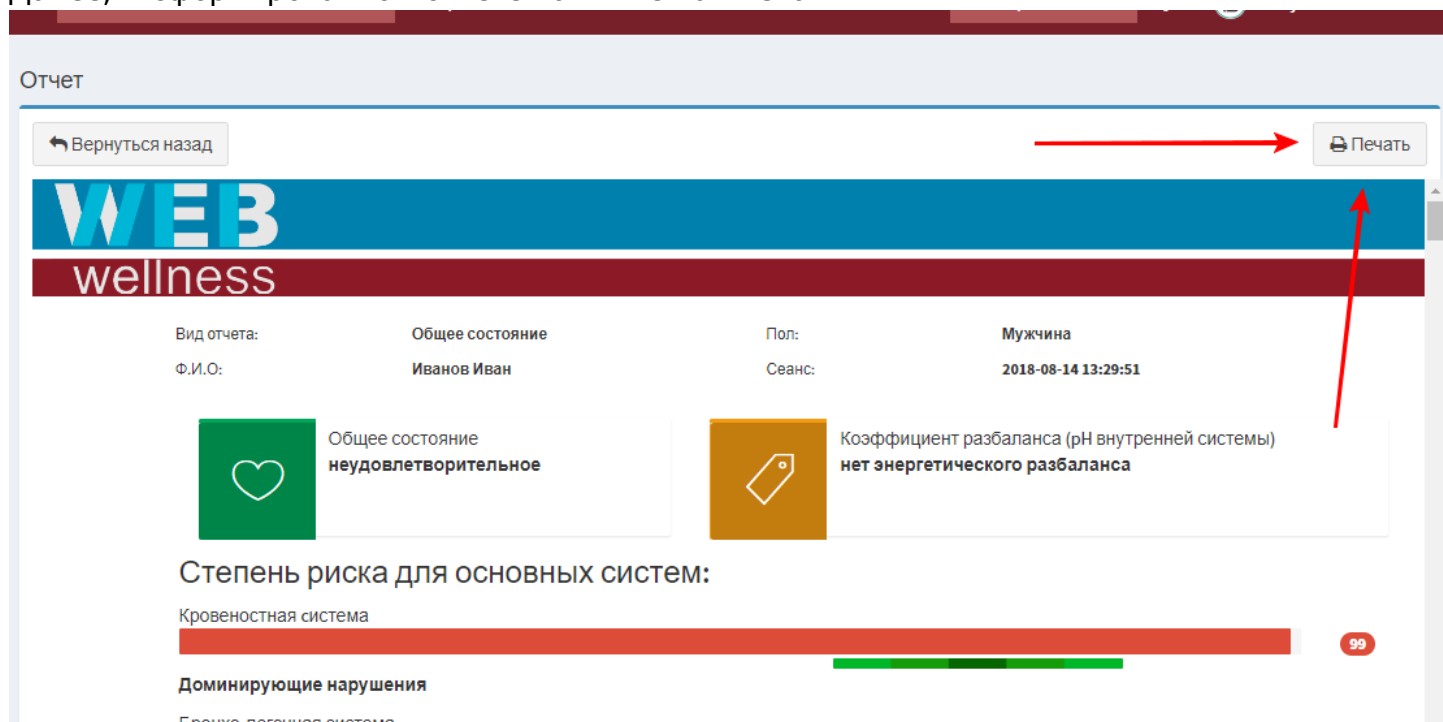 Отчет
Вернуться назад
Печать
WEB
wellness
Вид отчета: Общее состояние Пол: Мужчина
Ф.И.О: Иванов Иван Сеанс: 2018-08-14 13:29:51
Общее состояние
неудовлетворительное
Коэффициент разбаланса (pH внутренней системы)
нет энергетического разбаланса
Степень риска для основных систем:
Кровеностная система
99
Доминирующие нарушения